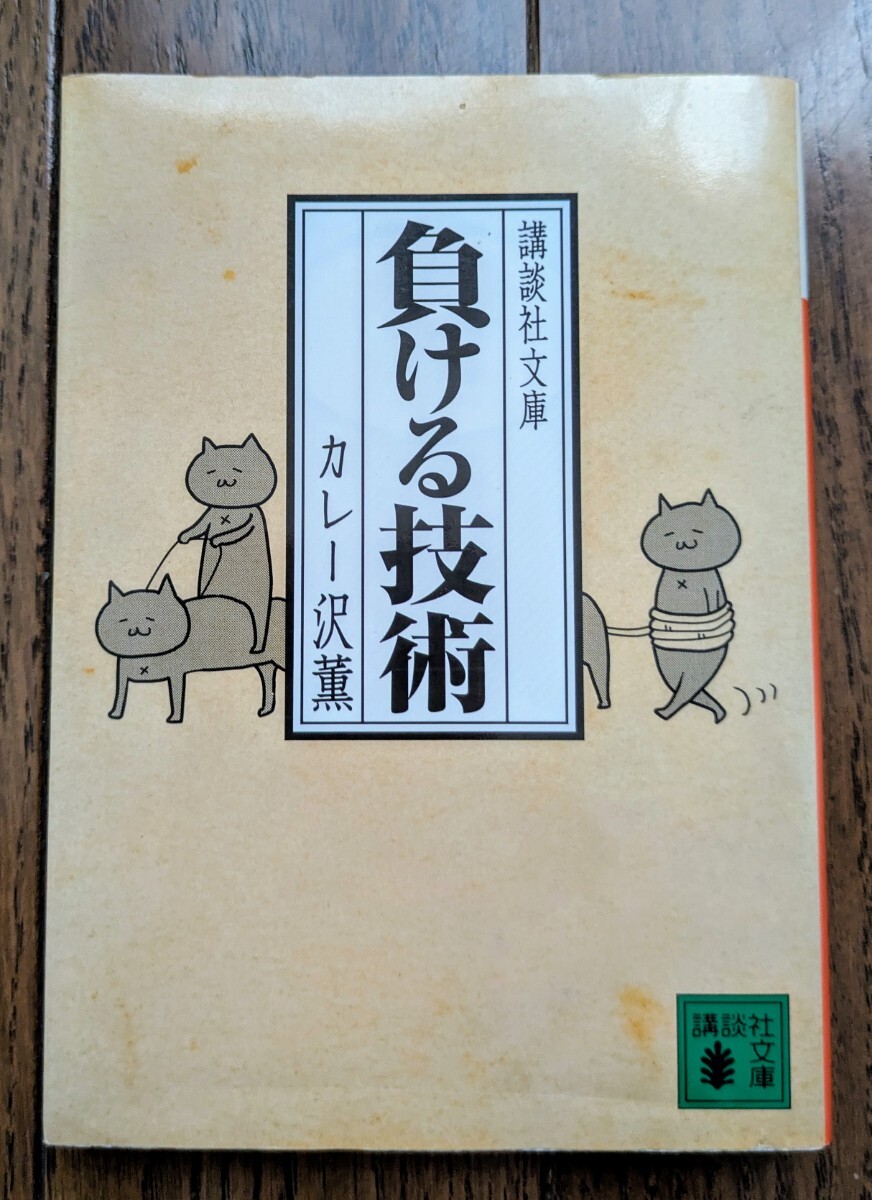 講談社文庫
負ける技術
カレー沢薫
講談社
文庫